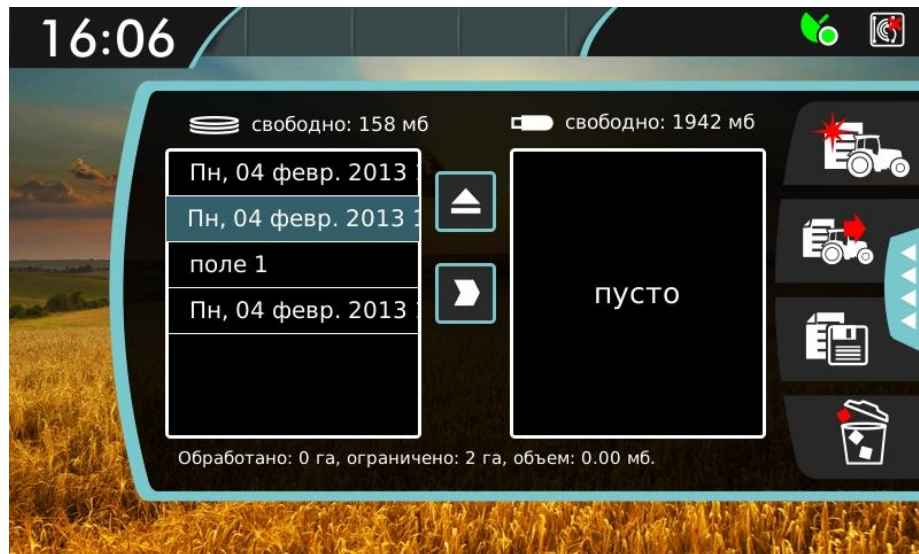 16:06
свободно: 158 мб
свободно: 1942 мб
Пн, 04 февр. 2013
Пн, 04 февр. 2013
поле 1
Пн, 04 февр. 2013
пусто
Обработано: 0 га, ограничено: 2 га, объем: 0.00 мб.